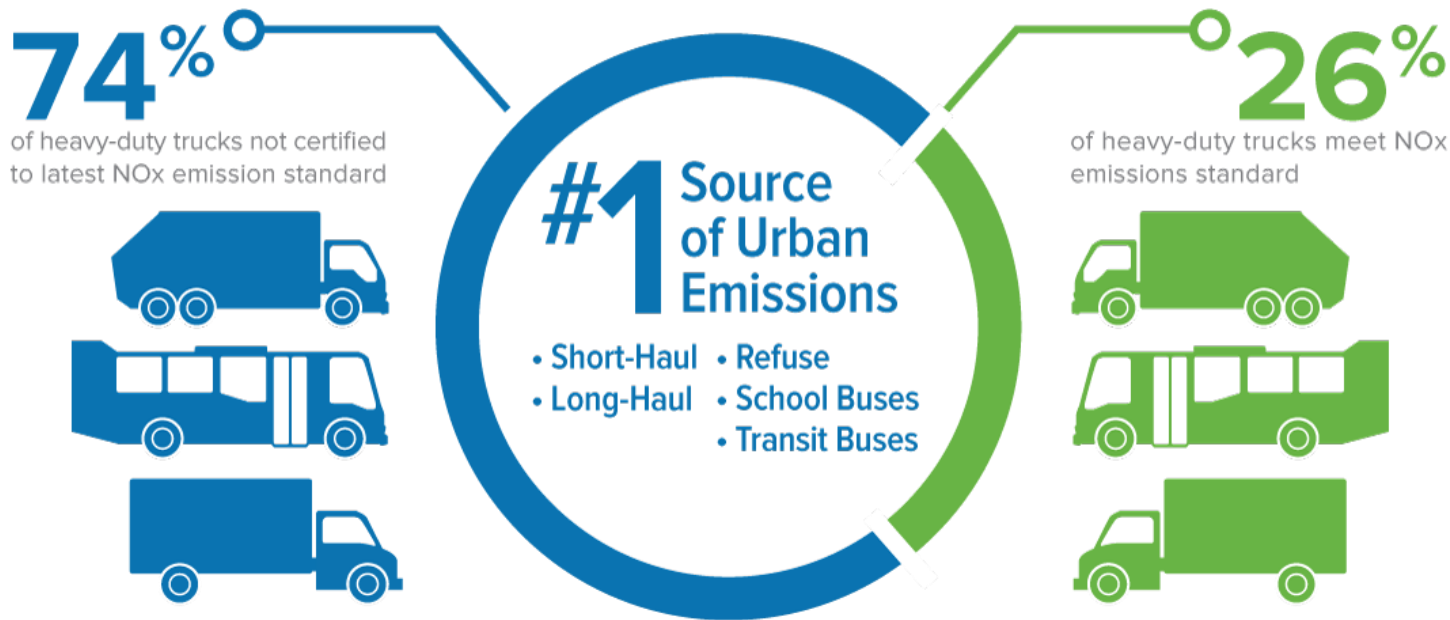 74%
of heavy-duty trucks not certified
to latest NOx emission standard
#1 Source
of Urban
Emissions
• Short-Haul
• Long-Haul
• Refuse
• School Buses
• Transit Buses
26%
of heavy-duty trucks meet NOx
emissions standard